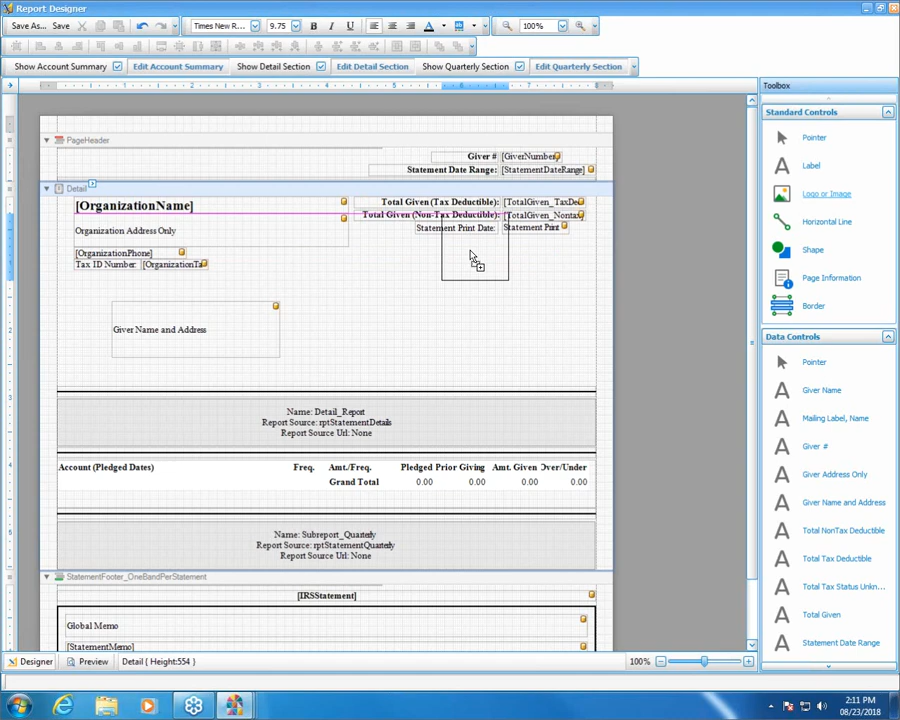 Report Designer
Save As... Save Times New R... 9.75 B I U A 100%
Show Account Summary Edit Account Summary Show Detail Section Edit Detail Section Show Quarterly Section Edit Quarterly Section
Toolbox
Standard Controls
Pointer
Label
Logo or Image
Horizontal Line
Shape
Page Information
Border
Data Controls
Pointer
Giver Name
Mailing Label, Name
Giver #
Giver Address Only
Giver Name and Address
Total NonTax Deductible
Total Tax Deductible
Total Tax Status Unkn...
Total Given
Statement Date Range
PageHeader
Giver # [GiverNumber
Statement Date Range: [StatementDateRange]
Detail
[OrganizationName]
Total Given (Tax Deductible): [TotalGiven_TaxDe
Total Given (Non-Tax Deductible): [TotalGiven_Nonta
Organization Address Only
Statement Print Date: Statement Print
[OrganizationPhone]
Tax ID Number: [OrganizationTa
Giver Name and Address
Name: Detail_Report
Report Source: rptStatementDetails
Report Source Url: None
Account (Pledged Dates) Freq. Amt./Freq. Pledged Prior Giving Amt. Given Over/Under
Grand Total 0.00 0.00 0.00 0.00
Name: Subreport_Quarterly
Report Source: rptStatementQuarterly
Report Source Url: None
StatementFooter_OneBandPerStatement
[IRSStatement]
Global Memo
[StatementMemo]
Designer Preview Detail { Height:554 } 100%
2:11 PM
08/23/2018